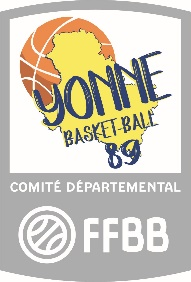 YONNE
BASKET-BALL
89
COMITÉ DÉPARTEMENTAL
FFBB